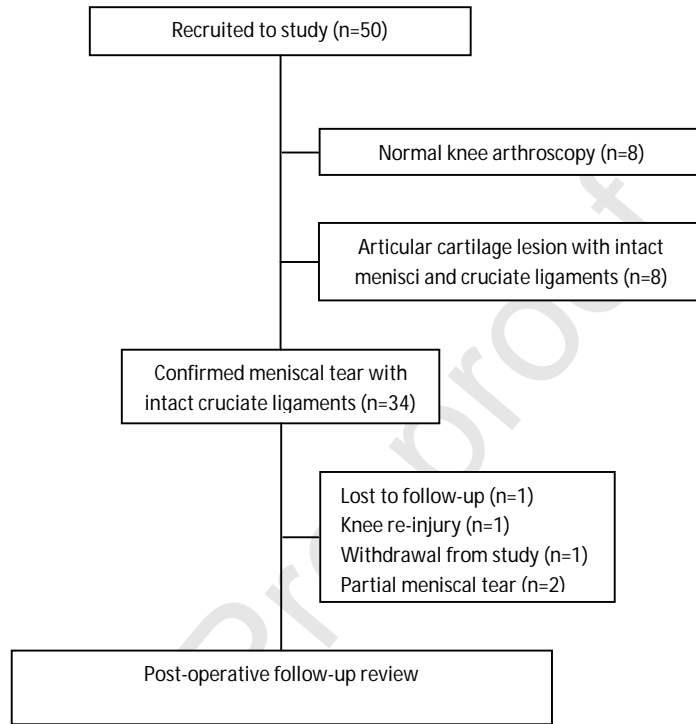 Recruited to study (n=50)
Normal knee arthroscopy (n=8)
Articular cartilage lesion with intact
menisci and cruciate ligaments (n=8)
Confirmed meniscal tear with
intact cruciate ligaments (n=34)
Lost to follow-up (n=1)
Knee re-injury (n=1)
Withdrawal from study (n=1)
Partial meniscal tear (n=2)
Post-operative follow-up review
Pre-proof